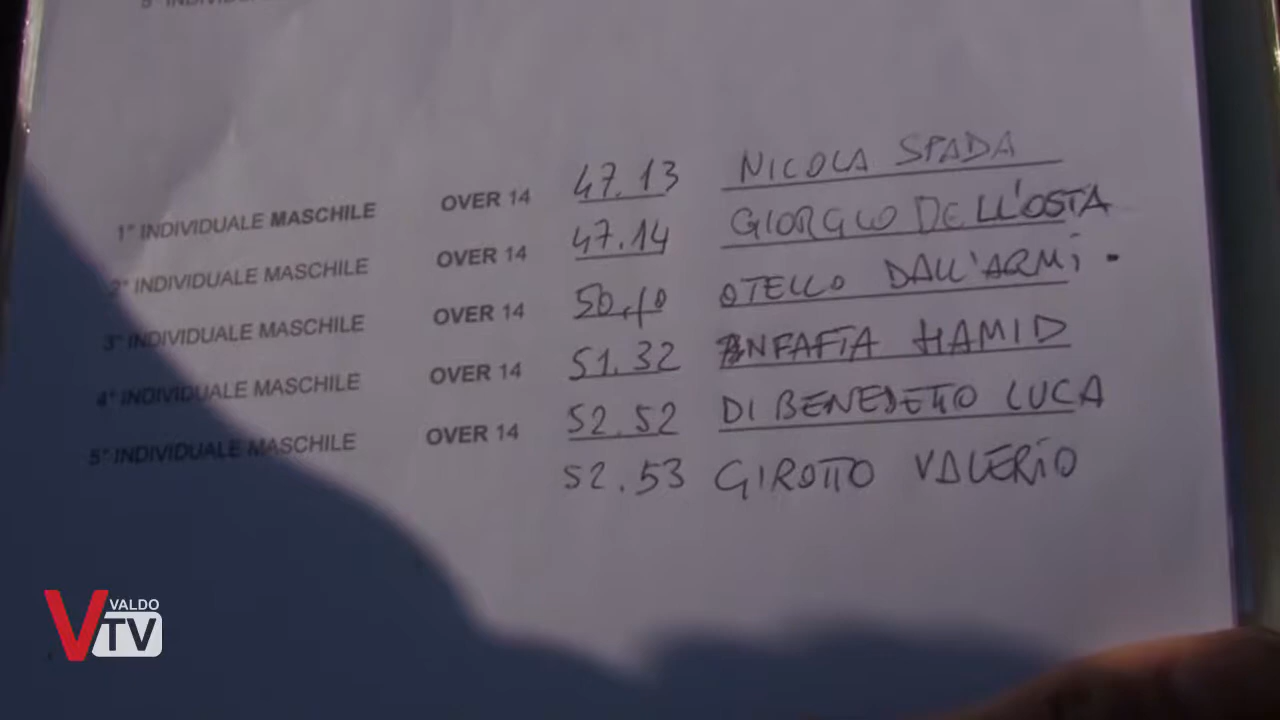 1° INDIVIDUALE MASCHILE OVER 14 47.13 NICOLA SPADA
2° INDIVIDUALE MASCHILE OVER 14 47.14 GIORGIO DELL'OSTA
3° INDIVIDUALE MASCHILE OVER 14 50.10 OTELLO DALL'ARMI
4° INDIVIDUALE MASCHILE OVER 14 51.32 HAMID
5° INDIVIDUALE MASCHILE OVER 14 52.52 DI BENEDETTO LUCA
52.53 GIROTTO VALERIO
VALDO
VTV